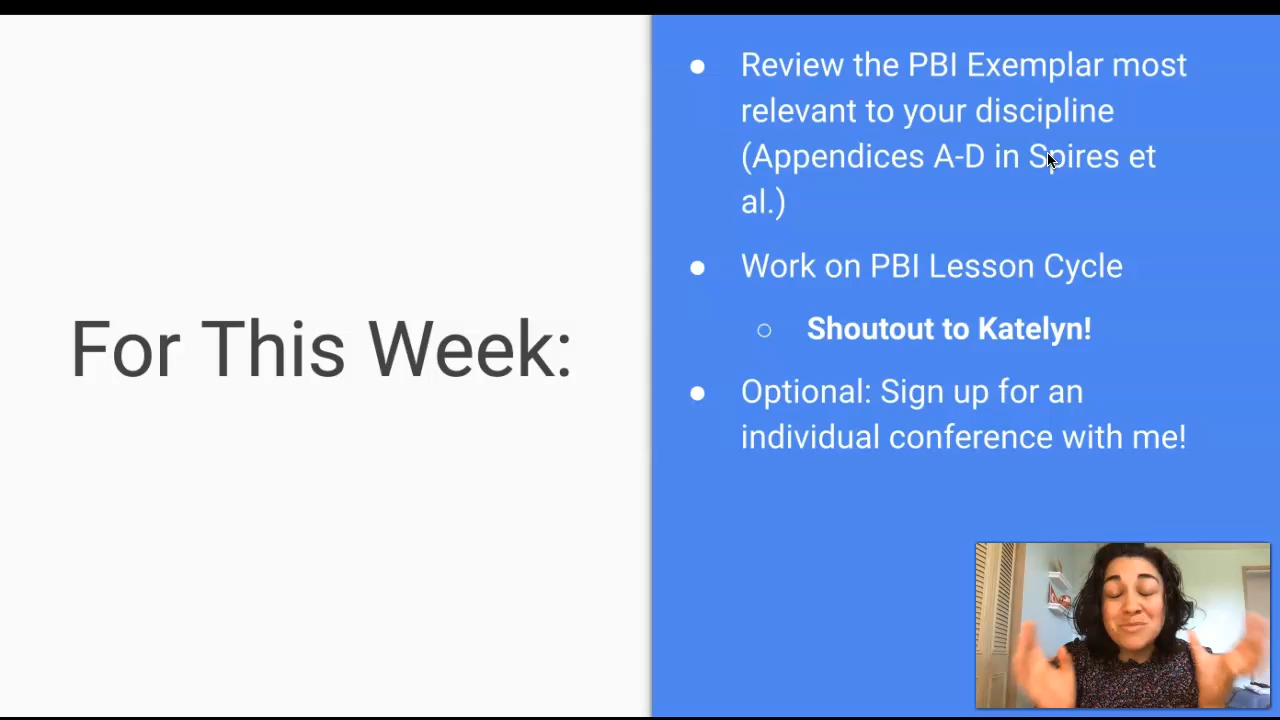 For This Week:
Review the PBI Exemplar most
relevant to your discipline
(Appendices A-D in Spires et
al.)
Work on PBI Lesson Cycle
Shoutout to Katelyn!
Optional: Sign up for an
individual conference with me!